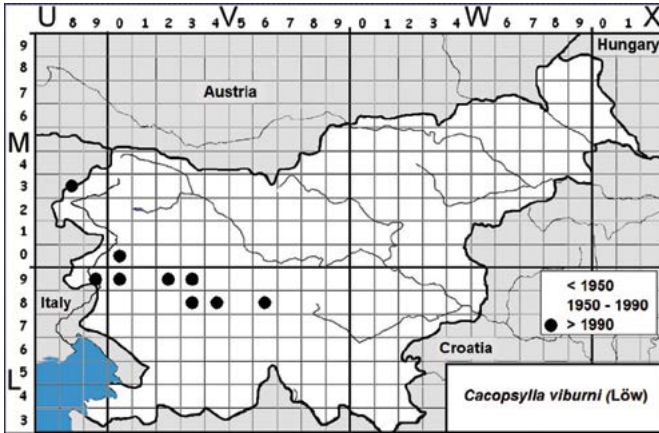 U 8 9 0 1 2 3 4 V 5 6 7 8 9 0 1 2 3 4 W 6 7 8 9 0 1 X
9
Hungary
8
Austria
7
6
M
4
3
2
1
0
9
< 1950
Italy
8
1950 - 1990
> 1990
7
6
Croatia
5
L
4
Cacopsylla viburni (Löw)
3